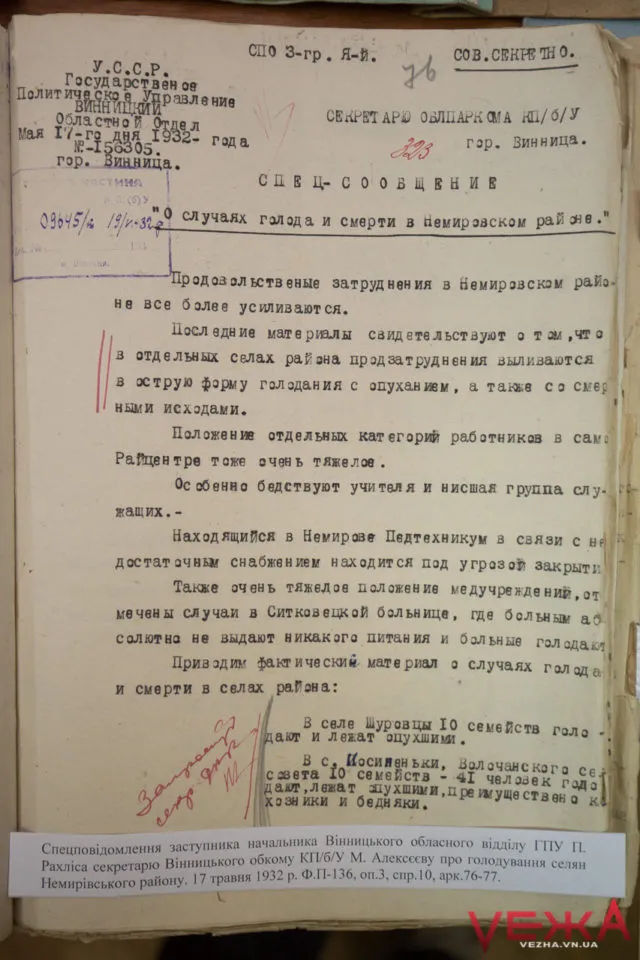 СПО 3-гр. Я-й.
СОВ.СЕКРЕТНО.
76
У.С.С.Р.
Государственое
Политическое Управление
ВИННИЦКИЙ
Областной Отдел
Мая 17-го дня 1932- года
№-156305.
гор. Винница.
СЕКРЕТАРЮ ОБЛПАРКОМА КП/б/У
323
гор. Винница.
СПЕЦ-СООБЩЕНИЕ
09645/
"О случаях голода и смерти в Немировском районе."
Продовольственые затруднения в Немировском райо-
не все более усиливаются.
Последние материалы свидетельствуют о том,что
в отдельных селах района продзатруднения выливаются
в острую форму голодания с опуханием, а также со смер
ными исходами.
Положение отдельных категорий работников в само
Райцентре тоже очень тяжелое.
Особенно бедствуют учителя и нисшая группа слу-
жащих.-
Находящийся в Немирове Педтехникум в связи с не
достаточным снабжением находится под угрозой закрыти
Также очень тяжелое положение медучреждений,от
мечены случаи в Ситковецкой больнице, где больным аб
солютно не выдают никакого питания и больные голодают
Приводим фактический материал о случаях голода
и смерти в селах района:
В селе Шуровцы 10 семейств голо -
дают и лежат опухшими.
В с. Йосипеньки, Волочанского сел
совета 10 семейств - 41 человек голо
дают,лежат опухшими,преимуществено к
хозники и бедняки.
Спецповідомлення заступника начальника Вінницького обласного відділу ГПУ П.
Рахліса секретарю Вінницького обкому КП/б/У М. Алексєєву про голодування селян
Немирівського району. 17 травня 1932 р. Ф.П-136, оп.3, спр.10, арк.76-77.
VЕЖА
VEZHA.VN.UA